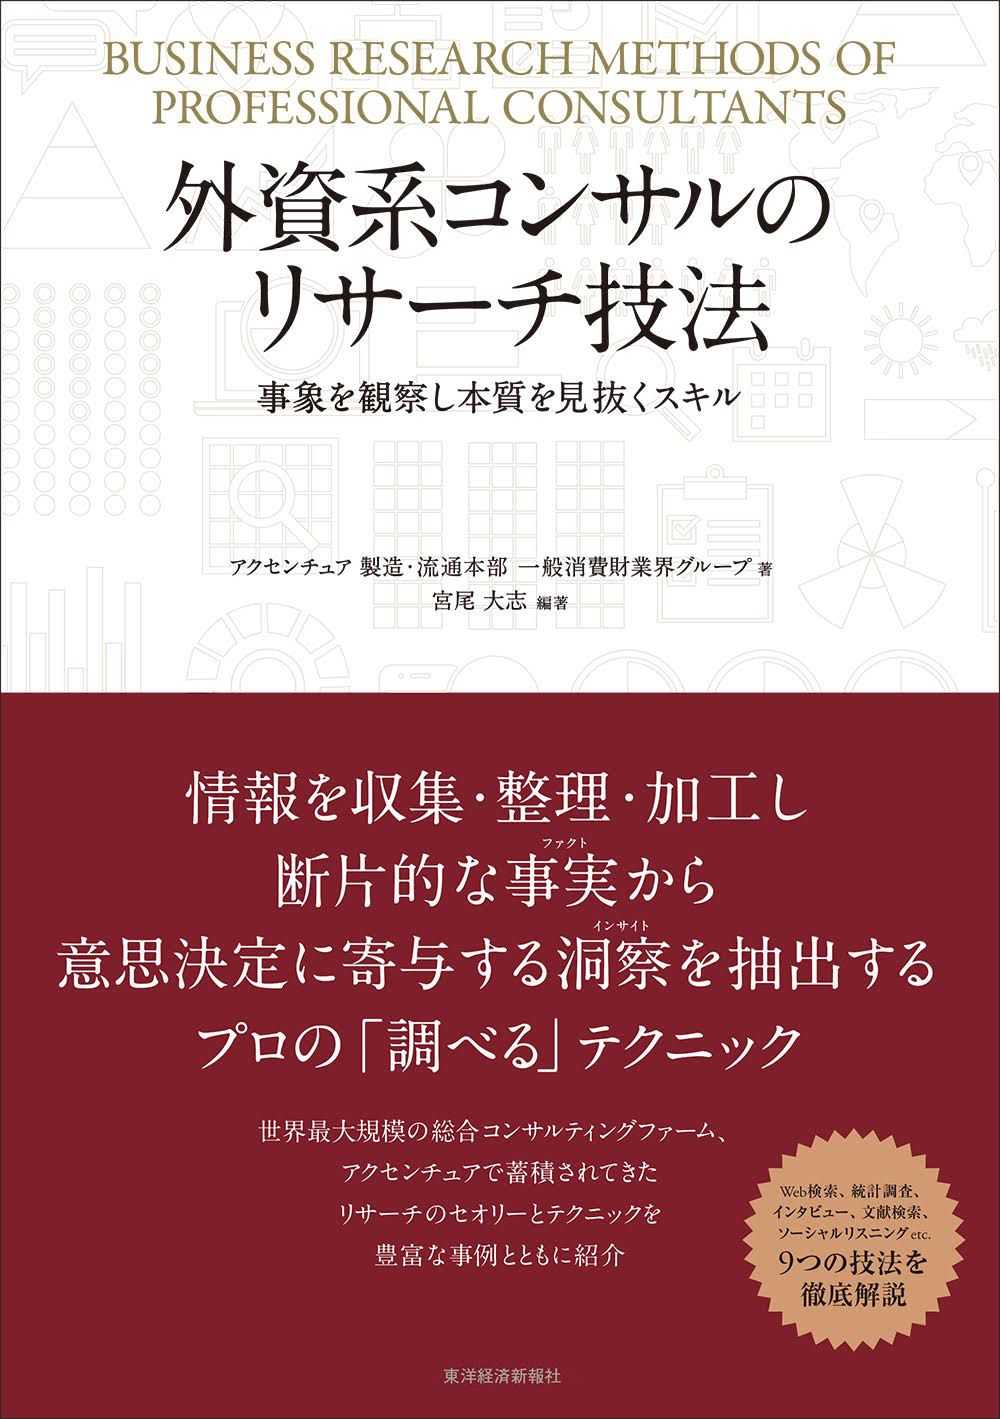 BUSINESS RESEARCH METHODS OF
PROFESSIONAL CONSULTANTS
外資系コンサルの
リサーチ技法
事象を観察し本質を見抜くスキル
アクセンチュア 製造・流通本部 一般消費財業界グループ 著
宮尾 大志 編著
情報を収集・整理・加工し
ファクト
断片的な事実から
インサイト
意思決定に寄与する洞察を抽出する
プロの「調べる」テクニック
世界最大規模の総合コンサルティングファーム、
アクセンチュアで蓄積されてきた
リサーチのセオリーとテクニックを
豊富な事例とともに紹介
Web検索、統計調査、
インタビュー、文献検索、
ソーシャルリスニング etc.
9つの技法を
徹底解説
東洋経済新報社